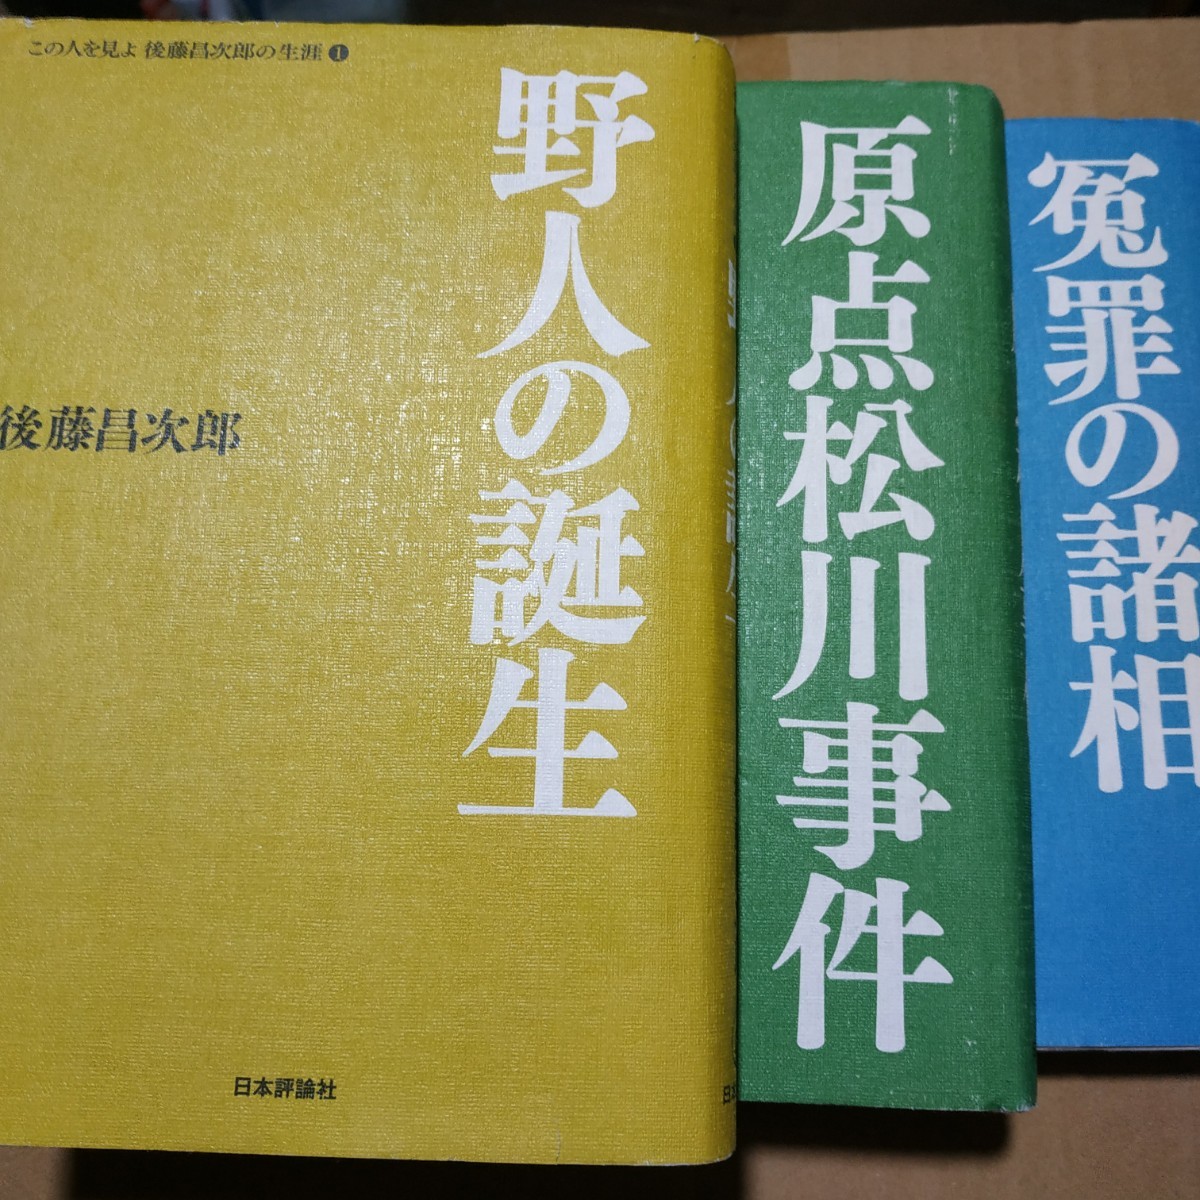 この人を見よ 後藤昌次郎の生涯 ❶
野人の誕生
後藤昌次郎
日本評論社
原点松川事件
冤罪の諸相